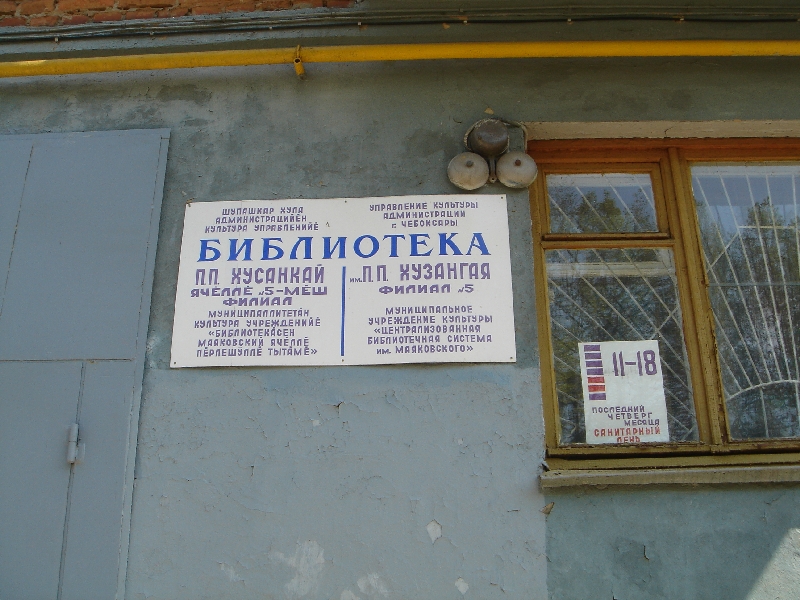 ШУПАШКАР ХУЛА
АДМИНИСТРАЦИЙĔН
КУЛЬТУРА УПРАВЛЕНИЙĔ
УПРАВЛЕНИЕ КУЛЬТУРЫ
АДМИНИСТРАЦИИ
г. ЧЕБОКСАРЫ
БИБЛИОТЕКА
П.П. ХУСАНКАЙ
ЯЧĔЛЛĔ №5-МĔШ
ФИЛИАЛ
МУНИЦИПАЛЛИТЕТĂН
КУЛЬТУРА УЧРЕЖДЕНИЙĔ
«БИБЛИОТЕКĂСЕН
МАЯКОВСКИЙ ЯЧĔЛЛĔ
ПĔРЛЕШӲЛЛĔ ТЫТĂМĔ»
им. П.П. ХУЗАНГАЯ
ФИЛИАЛ №5
МУНИЦИПАЛЬНОЕ
УЧРЕЖДЕНИЕ КУЛЬТУРЫ
«ЦЕНТРАЛИЗОВАННАЯ
БИБЛИОТЕЧНАЯ СИСТЕМА
им. МАЯКОВСКОГО»
11-18
ПОСЛЕДНИЙ
ЧЕТВЕРГ
МЕСЯЦА
САНИТАРНЫЙ
ДЕНЬ